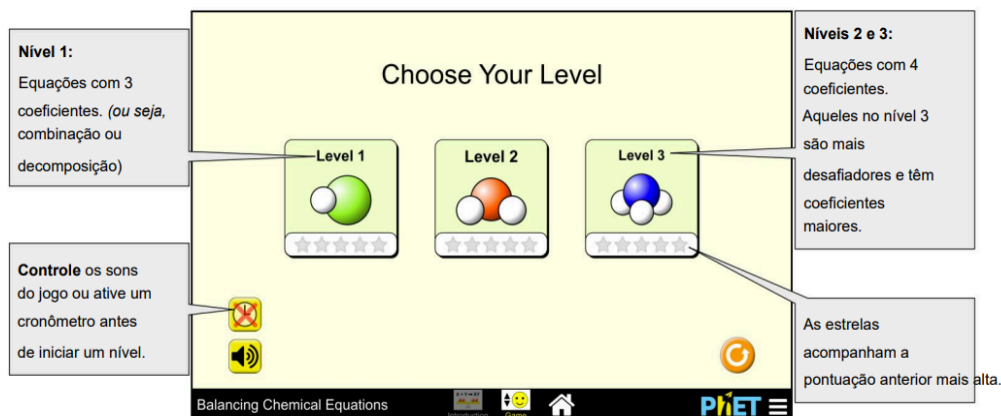 Nível 1:
Equações com 3
coeficientes. (ou seja,
combinação ou
decomposição)
Controle os sons
do jogo ou ative um
cronômetro antes
de iniciar um nível.
Choose Your Level
Level 1
Level 2
Level 3
Balancing Chemical Equations
Introduction
Game
PhET
Níveis 2 e 3:
Equações com 4
coeficientes.
Aqueles no nível 3
são mais
desafiadores e têm
coeficientes
maiores.
As estrelas
acompanham a
pontuação anterior mais alta.